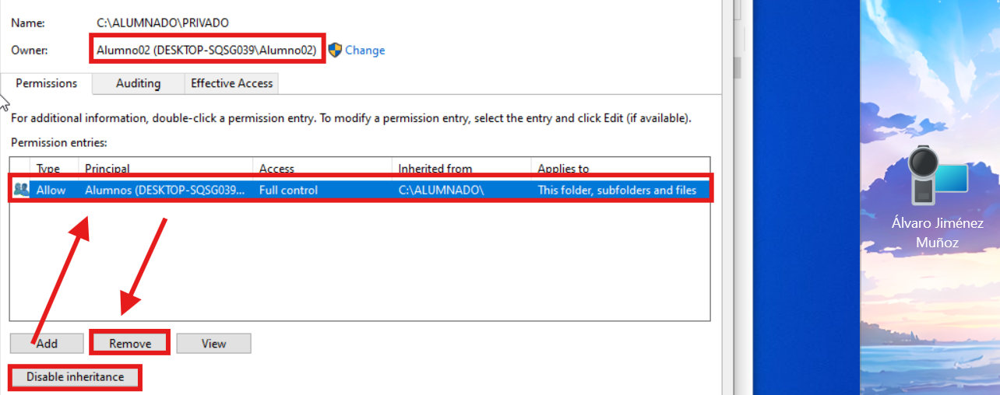 Name: C:\ALUMNADO\PRIVADO
Owner: Alumno02 (DESKTOP-SQSG039\Alumno02) Change
Permissions Auditing Effective Access
For additional information, double-click a permission entry. To modify a permission entry, select the entry and click Edit (if available).
Permission entries:
Type Principal Access Inherited from Applies to
Allow Alumnos (DESKTOP-SQSG039... Full control C:\ALUMNADO\ This folder, subfolders and files
Add Remove View
Disable inheritance
Álvaro Jiménez
Muñoz